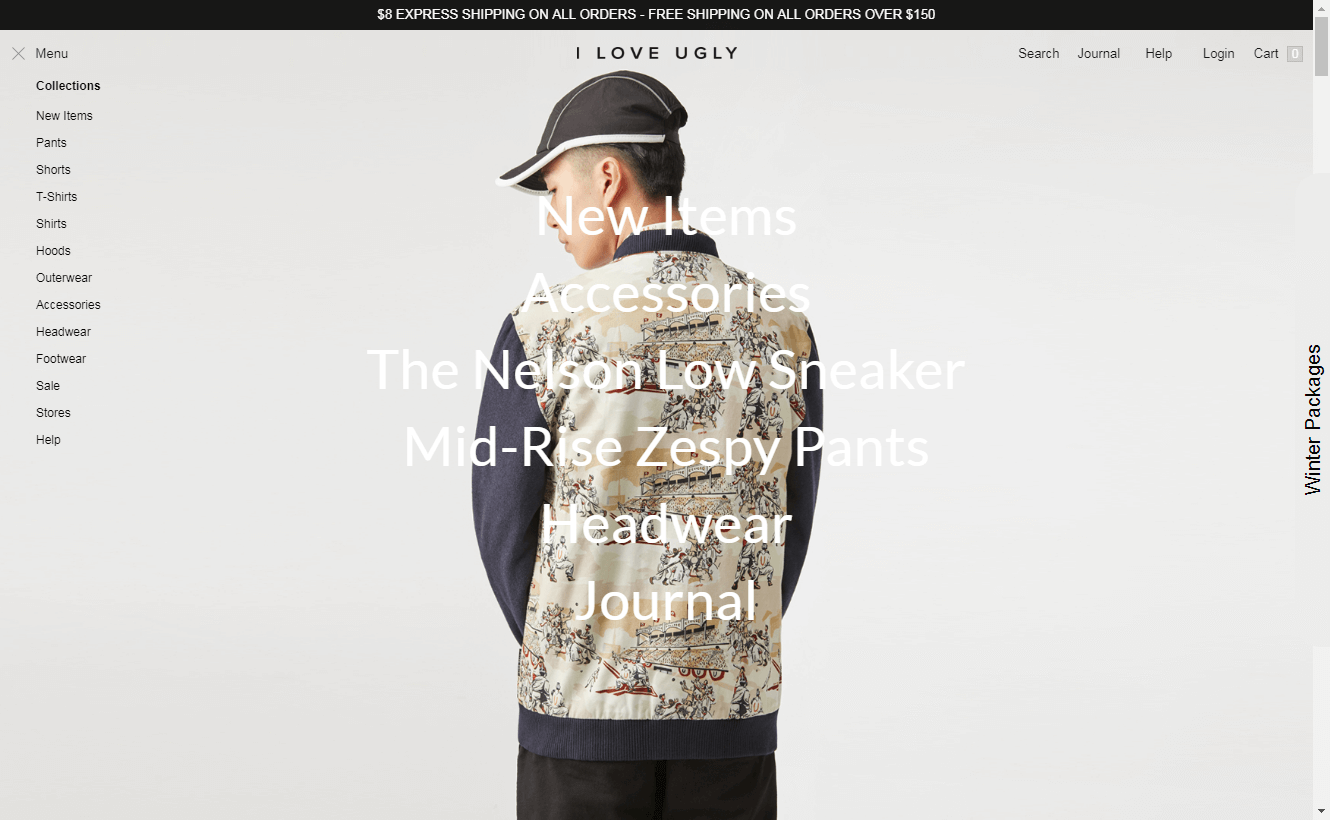 $8 EXPRESS SHIPPING ON ALL ORDERS - FREE SHIPPING ON ALL ORDERS OVER $150
Menu
I LOVE UGLY
Search
Journal
Help
Login
Cart
0
Collections
New Items
Pants
Shorts
T-Shirts
Shirts
Hoods
Outerwear
Accessories
Headwear
Footwear
Sale
Stores
Help
New Items
Accessories
The Nelson Low Sneaker
Mid-Rise Zespy Pants
Headwear
Journal
Winter Packages